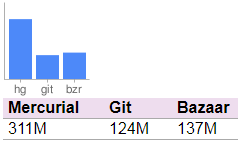 hg git bzr
Mercurial Git Bazaar
311M 124M 137M